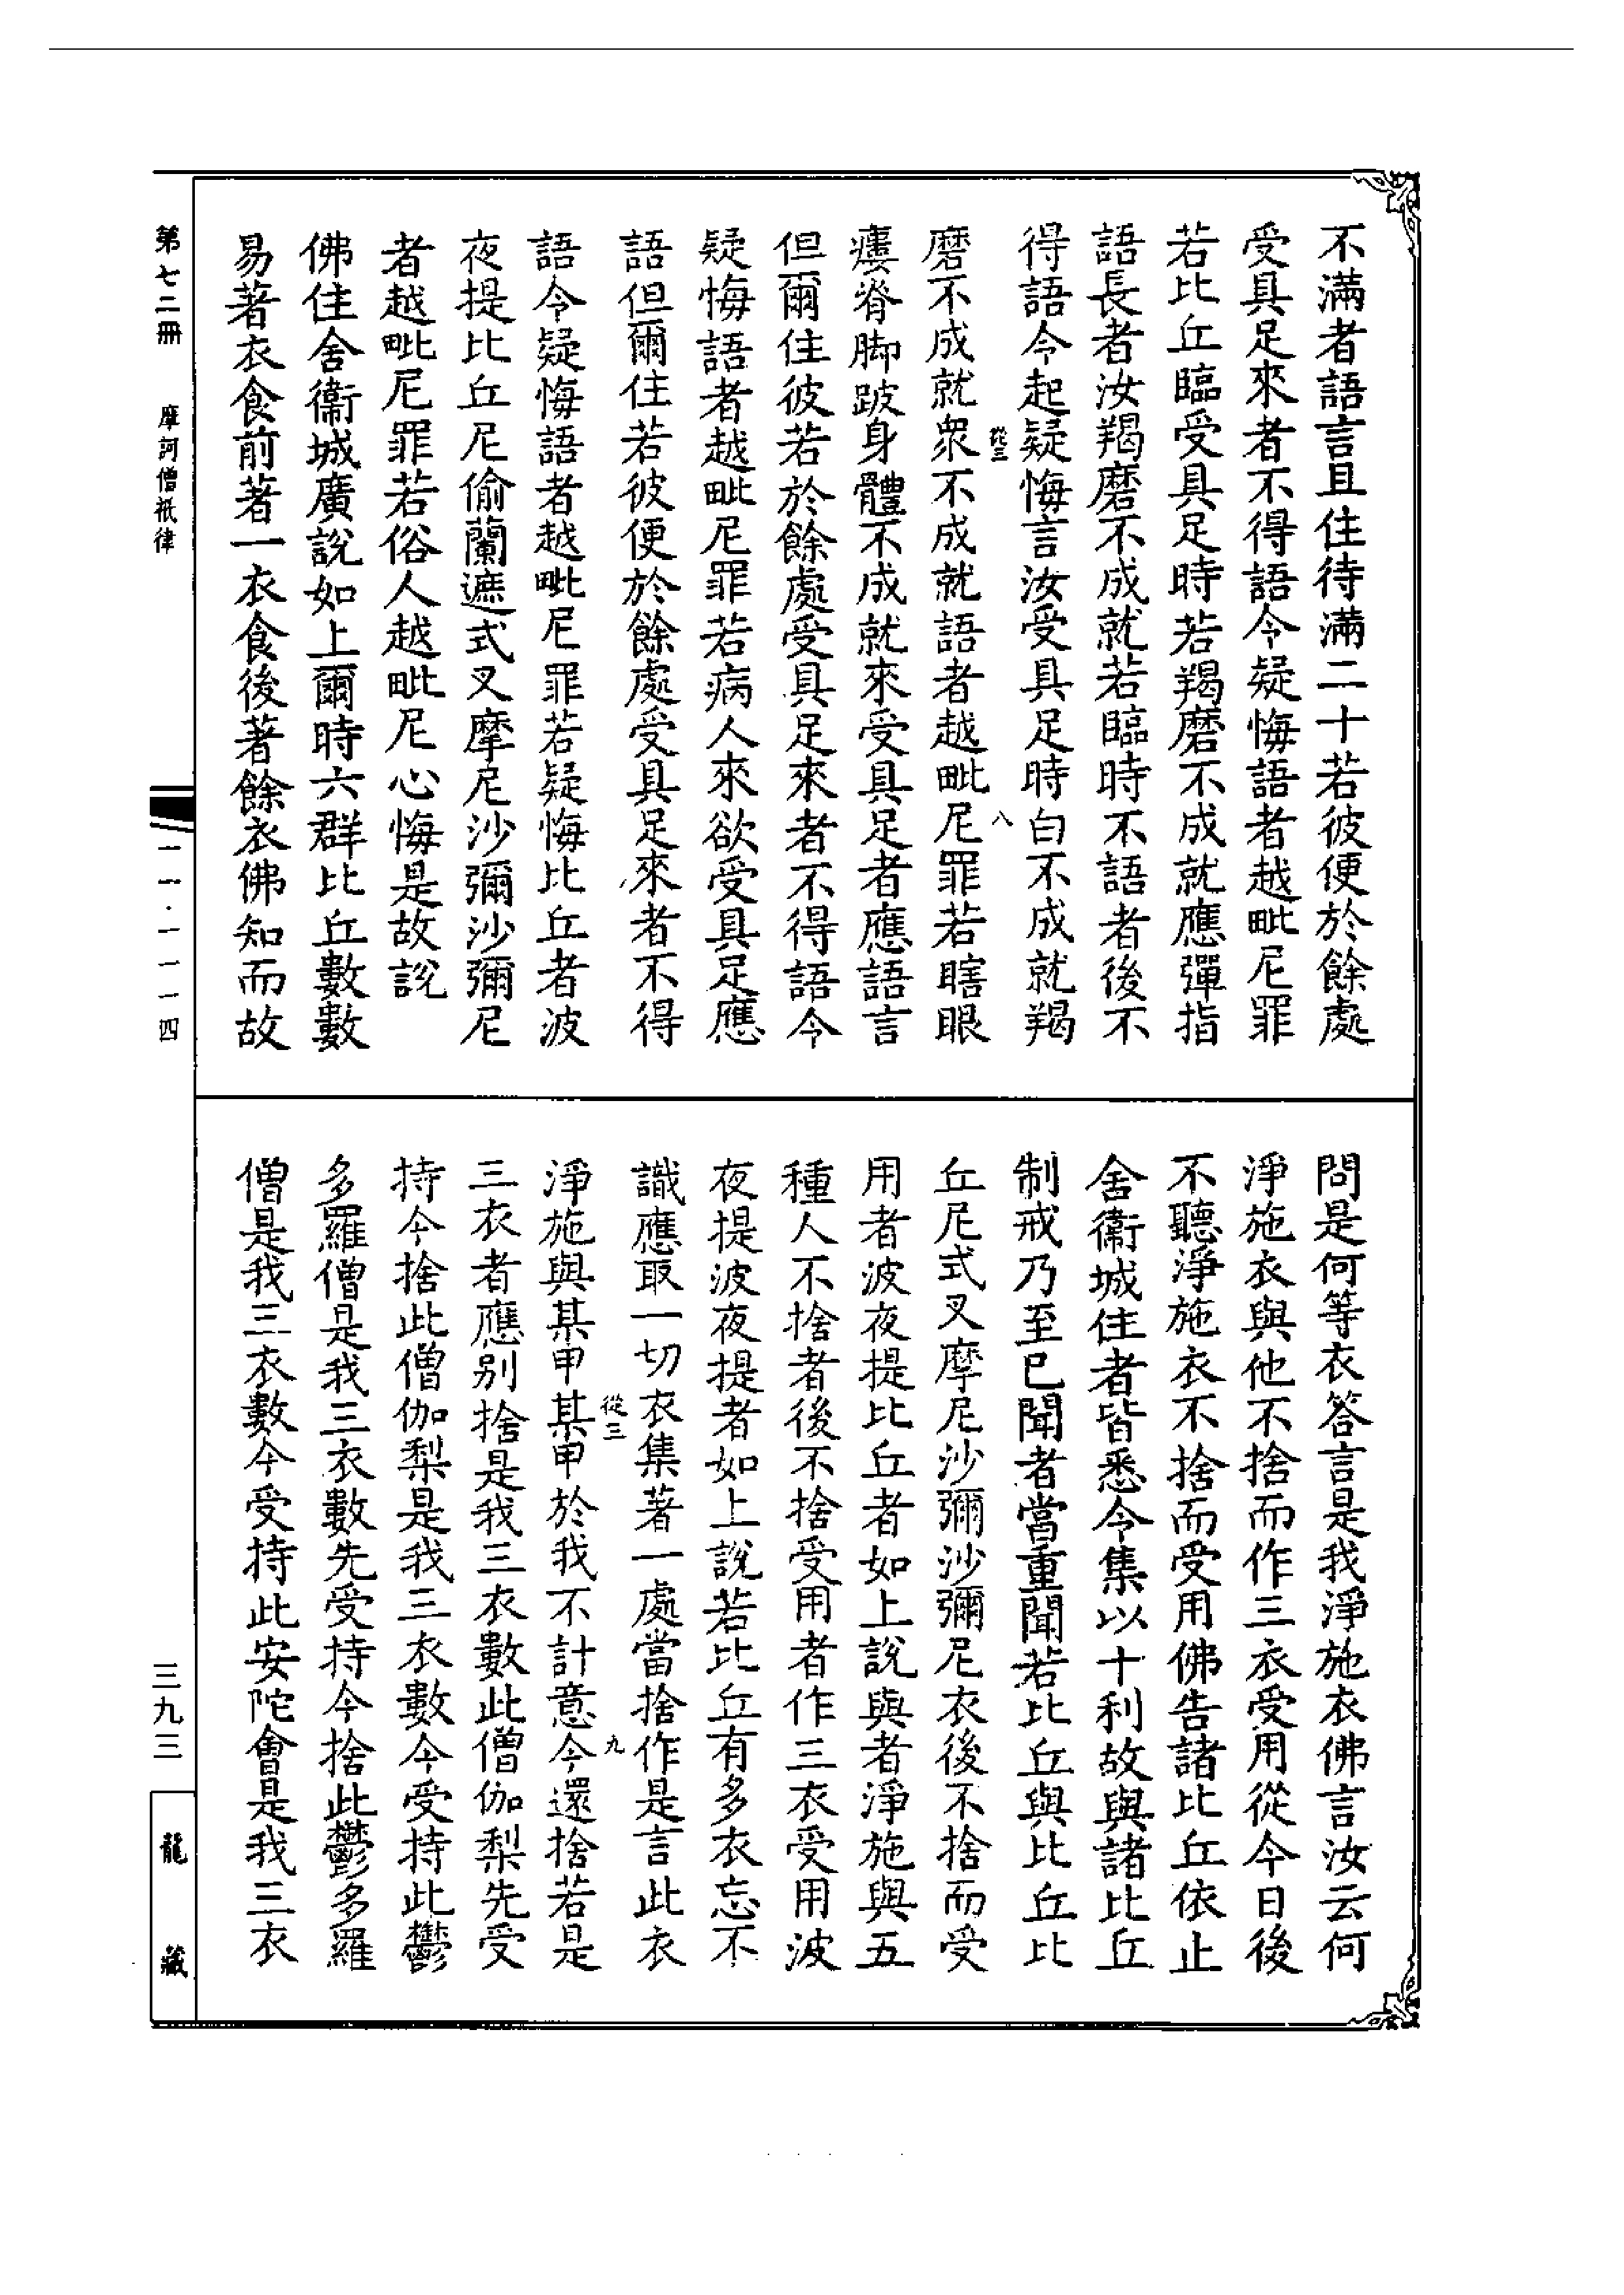 不滿者語言且住待滿二十若彼便於餘處
受具足來者不得語令疑悔語者越毗尼罪
若比丘臨受具足時若羯磨不成就應彈指
語長者汝羯磨不成就若臨時不語者後不
得語令起疑悔言汝受具足時白不成就羯
從三 八
磨不成就衆不成就語者越毗尼罪若瞎眼
瘻脊脚跛身體不成就來受具足者應語言
但爾住彼若於餘處受具足來者不得語令
疑悔語者越毗尼罪若病人來欲受具足應
語但爾住若彼便於餘處受具足來者不得
語令疑悔語者越毗尼罪若疑悔比丘者波
夜提比丘尼偷蘭遮式叉摩尼沙彌沙彌尼
者越毗尼罪若俗人越毗尼心悔是故說
佛住舍衞城廣說如上爾時六群比丘數數
易著衣食前著一衣食後著餘衣佛知而故
問是何等衣答言是我淨施衣佛言汝云何
淨施衣與他不捨而作三衣受用從今日後
不聽淨施衣不捨而受用佛告諸比丘依止
舍衞城住者皆悉令集以十利故與諸比丘
制戒乃至已聞者當重聞若比丘與比丘比
丘尼式叉摩尼沙彌沙彌尼衣後不捨而受
用者波夜提比丘者如上說與者淨施與五
種人不捨者後不捨受用者作三衣受用波
夜提波夜提者如上說若比丘有多衣忘不
識應取一切衣集著一處當捨作是言此衣
從三 九
淨施與某甲某甲於我不計意今還捨若是
三衣者應别捨是我三衣數此僧伽梨先受
持今捨此僧伽梨是我三衣數今受持此鬱
多羅僧是我三衣數先受持今捨此鬱多羅
僧是我三衣數今受持此安陀會是我三衣
第七二冊 摩訶僧祇律
一一·一一一四
三九三
龍藏